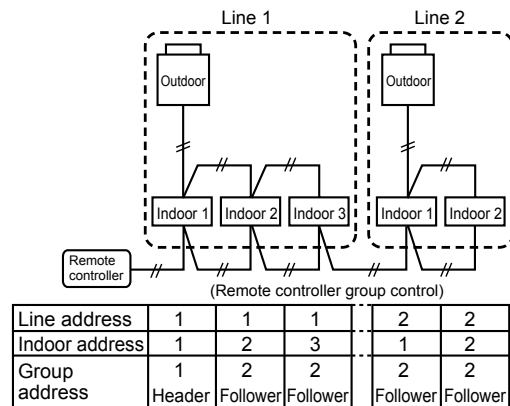 Line 1 Line 2
Outdoor Outdoor
Indoor 1 Indoor 2 Indoor 3 Indoor 1 Indoor 2
Remote
controller
(Remote controller group control)
Line address 1 1 1 2 2
Indoor address 1 2 3 1 2
Group 1 2 2 2 2
address Header Follower Follower Follower Follower